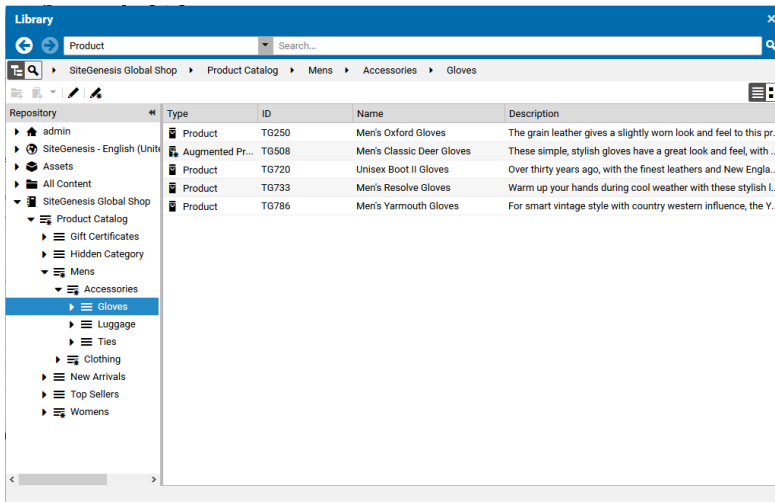 Library
Product
Search...
SiteGenesis Global Shop Product Catalog Mens Accessories Gloves
Repository Type ID Name Description
admin
SiteGenesis - English (Unite
Assets
All Content
SiteGenesis Global Shop
Product Catalog
Gift Certificates
Hidden Category
Mens
Accessories
Gloves
Luggage
Ties
Clothing
New Arrivals
Top Sellers
Womens
Product TG250 Men's Oxford Gloves The grain leather gives a slightly worn look and feel to this pr.
Augmented Pr... TG508 Men's Classic Deer Gloves These simple, stylish gloves have a great look and feel, with ..
Product TG720 Unisex Boot II Gloves Over thirty years ago, with the finest leathers and New Engla..
Product TG733 Men's Resolve Gloves Warm up your hands during cool weather with these stylish l..
Product TG786 Men's Yarmouth Gloves For smart vintage style with country western influence, the Y..